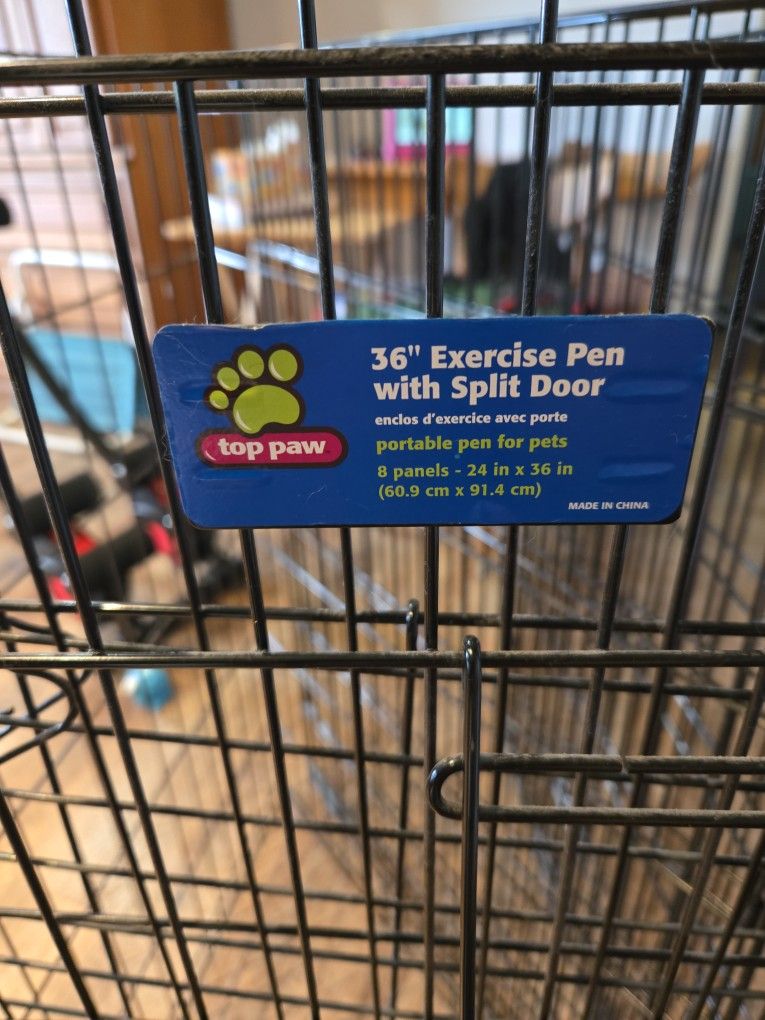 top paw
36" Exercise Pen
with Split Door
enclos d'exercice avec porte
portable pen for pets
8 panels - 24 in x 36 in
(60.9 cm x 91.4 cm)
MADE IN CHINA